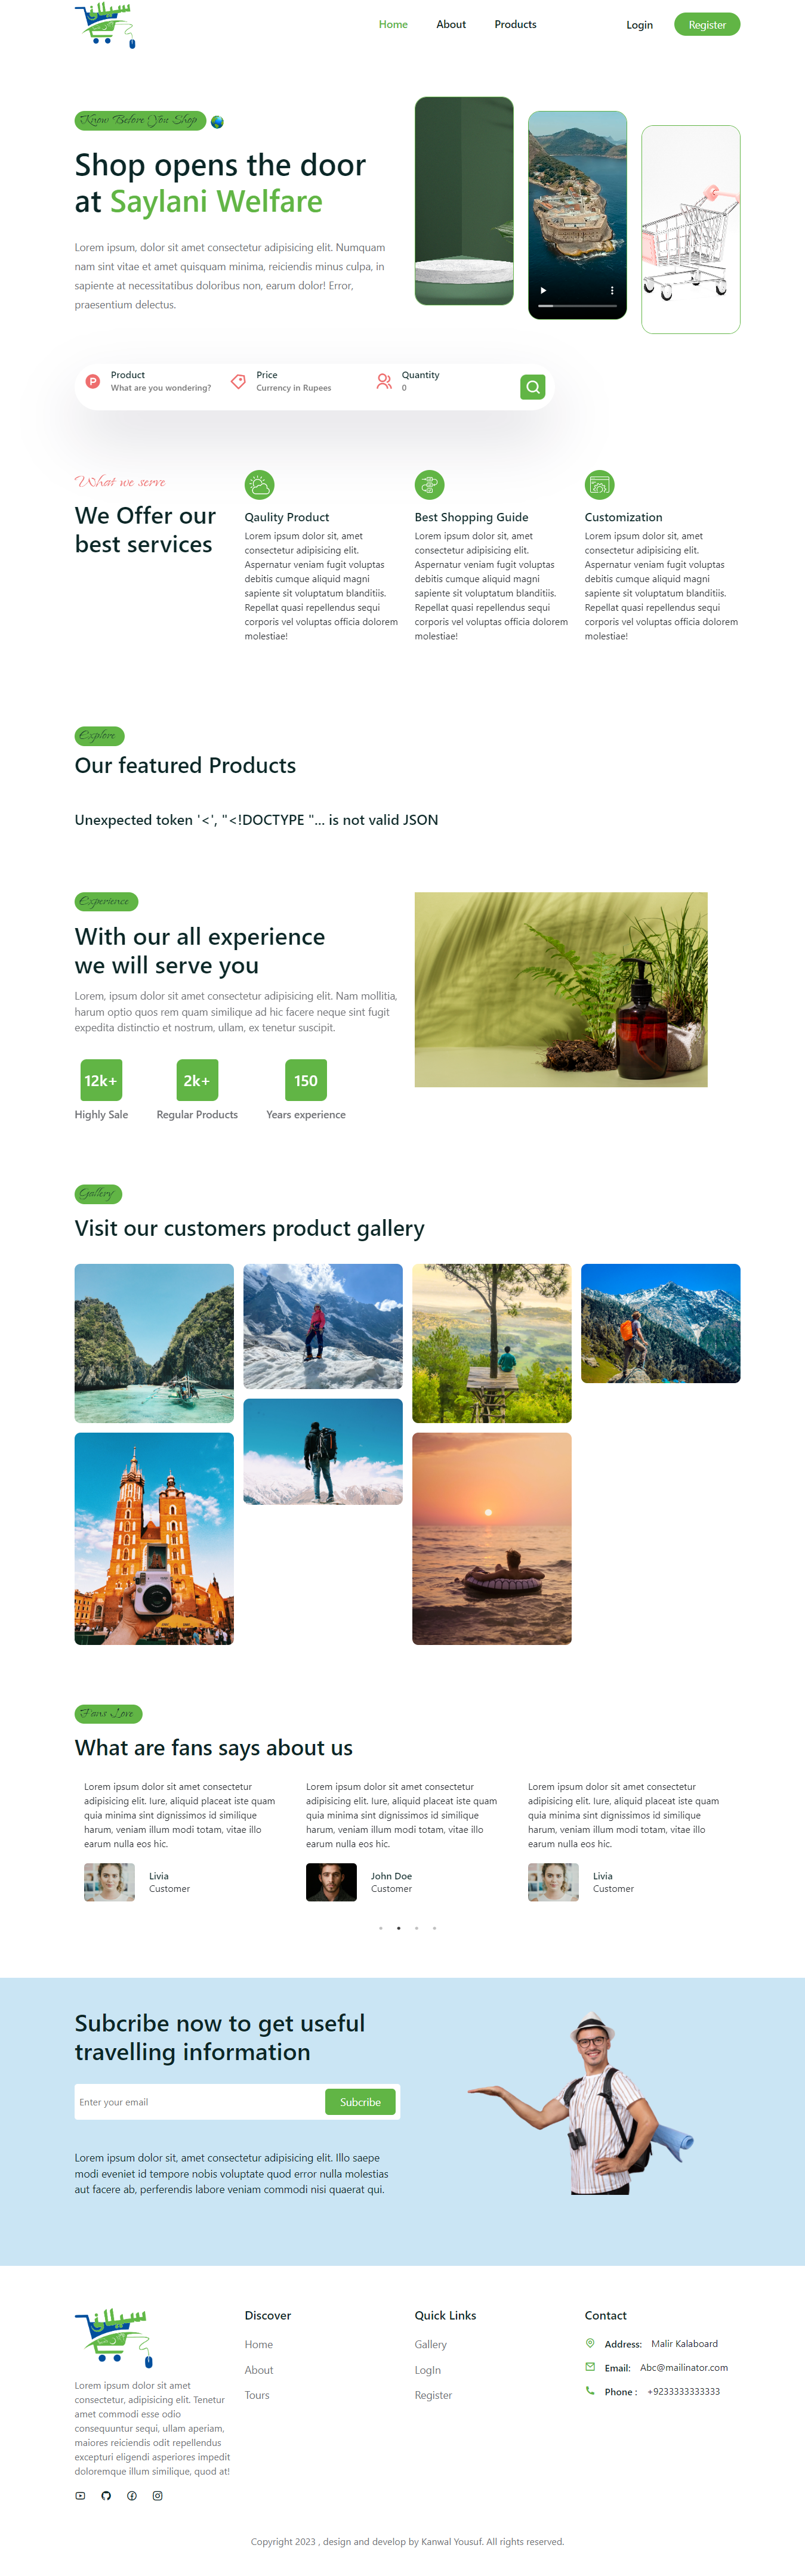 سیلانی
Home
About
Products
Login
Register
Know Before You Shop
Shop opens the door
at Saylani Welfare
Lorem ipsum, dolor sit amet consectetur adipisicing elit. Numquam
nam sint vitae et amet quisquam minima, reiciendis minus culpa, in
sapiente at necessitatibus doloribus non, earum dolor! Error,
praesentium delectus.
Product
What are you wondering?
Price
Currency in Rupees
Quantity
0
What we serve
We Offer our
best services
Qaulity Product
Lorem ipsum dolor sit, amet
consectetur adipisicing elit.
Aspernatur veniam fugit voluptas
debitis cumque aliquid magni
sapiente sit voluptatum blanditiis.
Repellat quasi repellendus sequi
corporis vel voluptas officia dolorem
molestiae!
Best Shopping Guide
Lorem ipsum dolor sit, amet
consectetur adipisicing elit.
Aspernatur veniam fugit voluptas
debitis cumque aliquid magni
sapiente sit voluptatum blanditiis.
Repellat quasi repellendus sequi
corporis vel voluptas officia dolorem
molestiae!
Customization
Lorem ipsum dolor sit, amet
consectetur adipisicing elit.
Aspernatur veniam fugit voluptas
debitis cumque aliquid magni
sapiente sit voluptatum blanditiis.
Repellat quasi repellendus sequi
corporis vel voluptas officia dolorem
molestiae!
Explore
Our featured Products
Unexpected token '<', "<!DOCTYPE "... is not valid JSON
Experience
With our all experience
we will serve you
Lorem, ipsum dolor sit amet consectetur adipisicing elit. Nam mollitia,
harum optio quos rem quam similique ad hic facere neque sint fugit
expedita distinctio et nostrum, ullam, ex tenetur suscipit.
12k+
Highly Sale
2k+
Regular Products
150
Years experience
Gallery
Visit our customers product gallery
Fans Love
What are fans says about us
Lorem ipsum dolor sit amet consectetur
adipisicing elit. Iure, aliquid placeat iste quam
quia minima sint dignissimos id similique
harum, veniam illum modi totam, vitae illo
earum nulla eos hic.
Livia
Customer
Lorem ipsum dolor sit amet consectetur
adipisicing elit. Iure, aliquid placeat iste quam
quia minima sint dignissimos id similique
harum, veniam illum modi totam, vitae illo
earum nulla eos hic.
John Doe
Customer
Lorem ipsum dolor sit amet consectetur
adipisicing elit. Iure, aliquid placeat iste quam
quia minima sint dignissimos id similique
harum, veniam illum modi totam, vitae illo
earum nulla eos hic.
Livia
Customer
Subcribe now to get useful
travelling information
Enter your email
Subcribe
Lorem ipsum dolor sit, amet consectetur adipisicing elit. Illo saepe
modi eveniet id tempore nobis voluptate quod error nulla molestias
aut facere ab, perferendis labore veniam commodi nisi quaerat qui.
سیلانی
Lorem ipsum dolor sit amet
consectetur, adipisicing elit. Tenetur
amet commodi esse odio
consequuntur sequi, ullam aperiam,
maiores reiciendis odit repellendus
excepturi eligendi asperiores impedit
doloremque illum similique, quod at!
Discover
Home
About
Tours
Quick Links
Gallery
LogIn
Register
Contact
Address: Malir Kalaboard
Email: Abc@mailinator.com
Phone : +9233333333333
Copyright 2023 , design and develop by Kanwal Yousuf. All rights reserved.